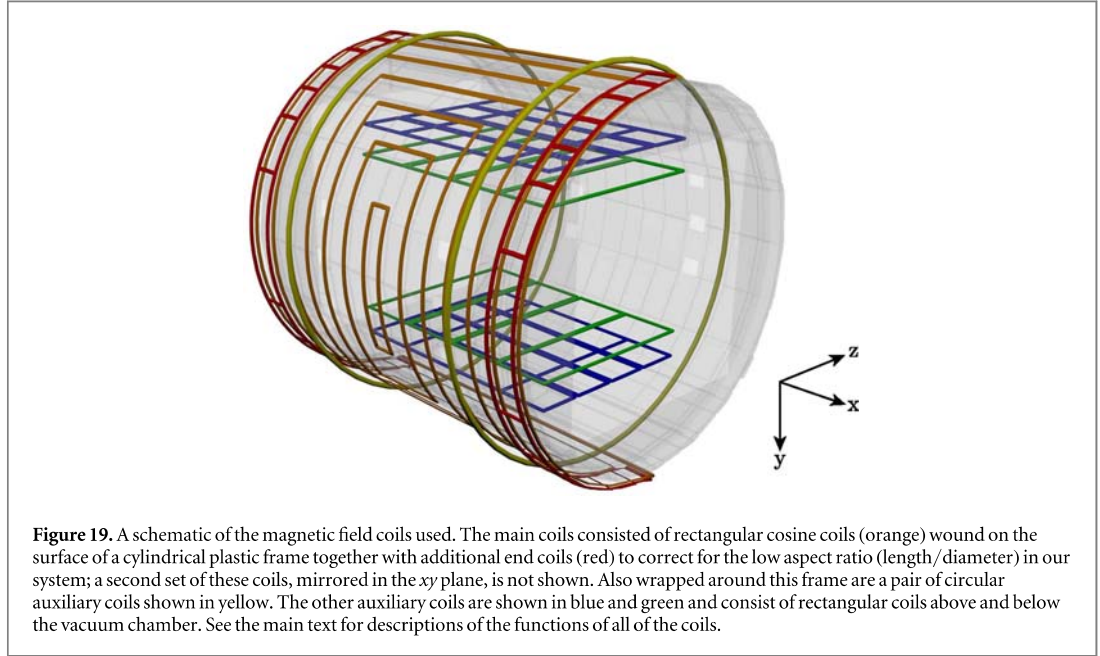 z
x
y
Figure 19. A schematic of the magnetic field coils used. The main coils consisted of rectangular cosine coils (orange) wound on the
surface of a cylindrical plastic frame together with additional end coils (red) to correct for the low aspect ratio (length/diameter) in our
system; a second set of these coils, mirrored in the xy plane, is not shown. Also wrapped around this frame are a pair of circular
auxiliary coils shown in yellow. The other auxiliary coils are shown in blue and green and consist of rectangular coils above and below
the vacuum chamber. See the main text for descriptions of the functions of all of the coils.